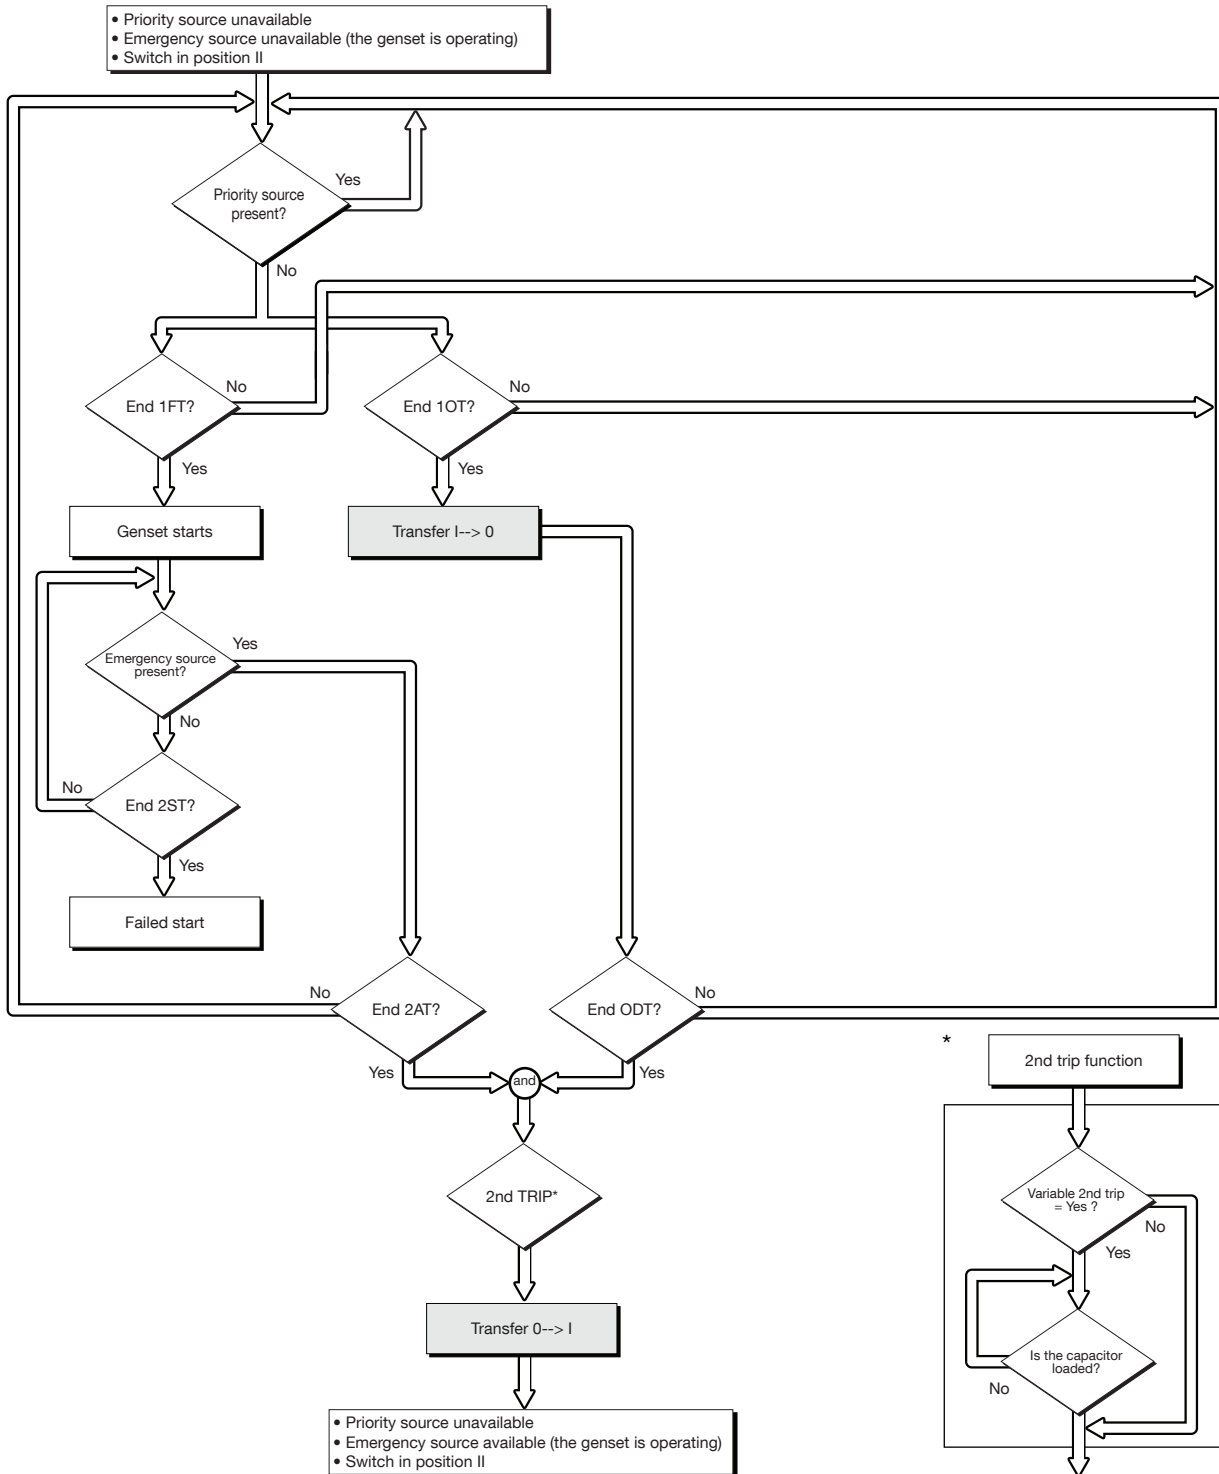 • Priority source unavailable
• Emergency source unavailable (the genset is operating)
• Switch in position II
Priority source
present?
Yes
No
End 1FT?
No
Yes
End 1OT?
No
Yes
Genset starts
Transfer I--> 0
Emergency source
present?
Yes
No
End 2ST?
No
Yes
Failed start
End 2AT?
No
Yes
End ODT?
No
Yes
and
2nd TRIP*
Transfer 0--> I
• Priority source unavailable
• Emergency source available (the genset is operating)
• Switch in position II
*
2nd trip function
Variable 2nd trip
= Yes ?
No
Yes
Is the capacitor
loaded?
No